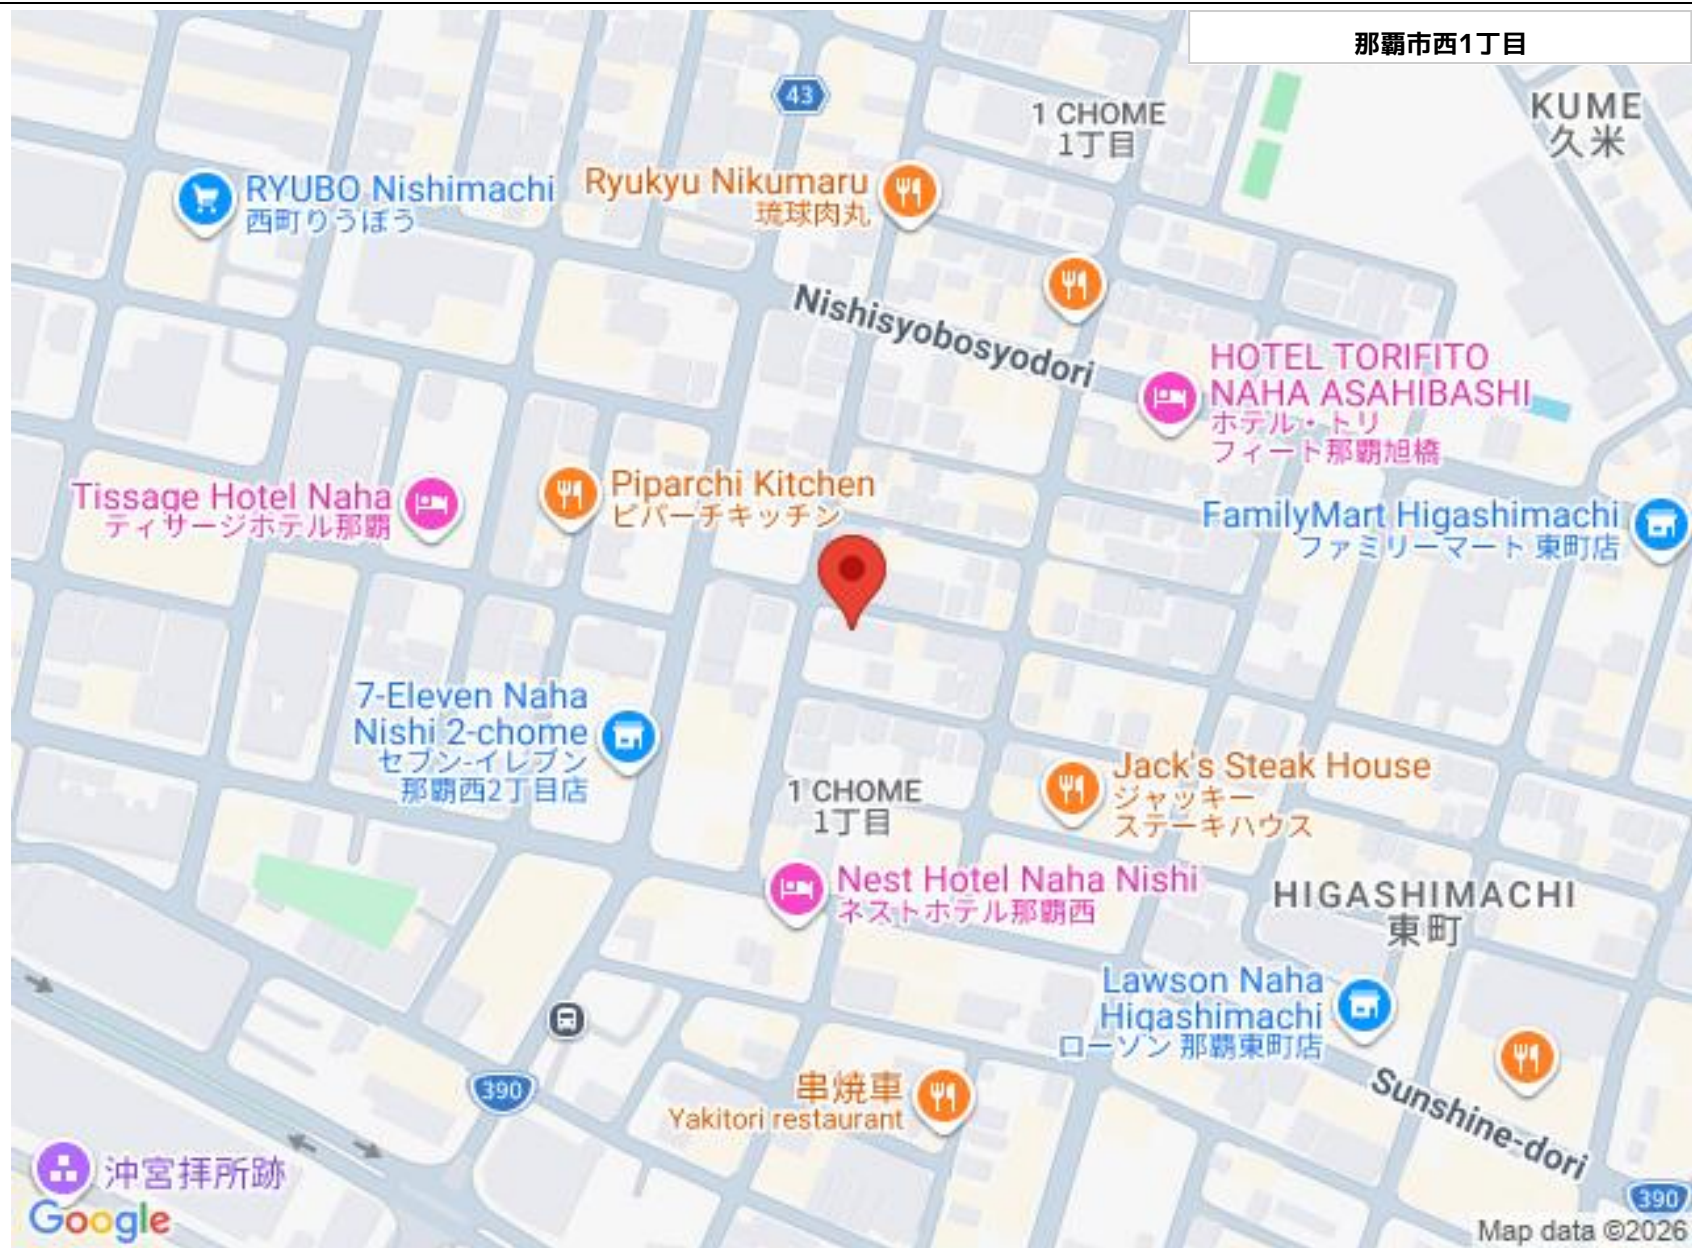 那覇市西1丁目
43
1 CHOME
1丁目
KUME
久米
RYUBO Nishimachi
西町りうぼう
Ryukyu Nikumaru
琉球肉丸
Nishisyobosyodori
HOTEL TORIFITO
NAHA ASAHIBASHI
ホテル・トリ
フィート那覇旭橋
Tissage Hotel Naha
ティサージホテル那覇
Piparchi Kitchen
ピパーチキッチン
FamilyMart Higashimachi
ファミリーマート 東町店
7-Eleven Naha
Nishi 2-chome
セブン-イレブン
那覇西2丁目店
1 CHOME
1丁目
Jack's Steak House
ジャッキー
ステーキハウス
Nest Hotel Naha Nishi
ネストホテル那覇西
HIGASHIMACHI
東町
Lawson Naha
Higashimachi
ローソン 那覇東町店
390
串焼車
Yakitori restaurant
Sunshine-dori
沖宮拝所跡
390
Google
Map data ©2026